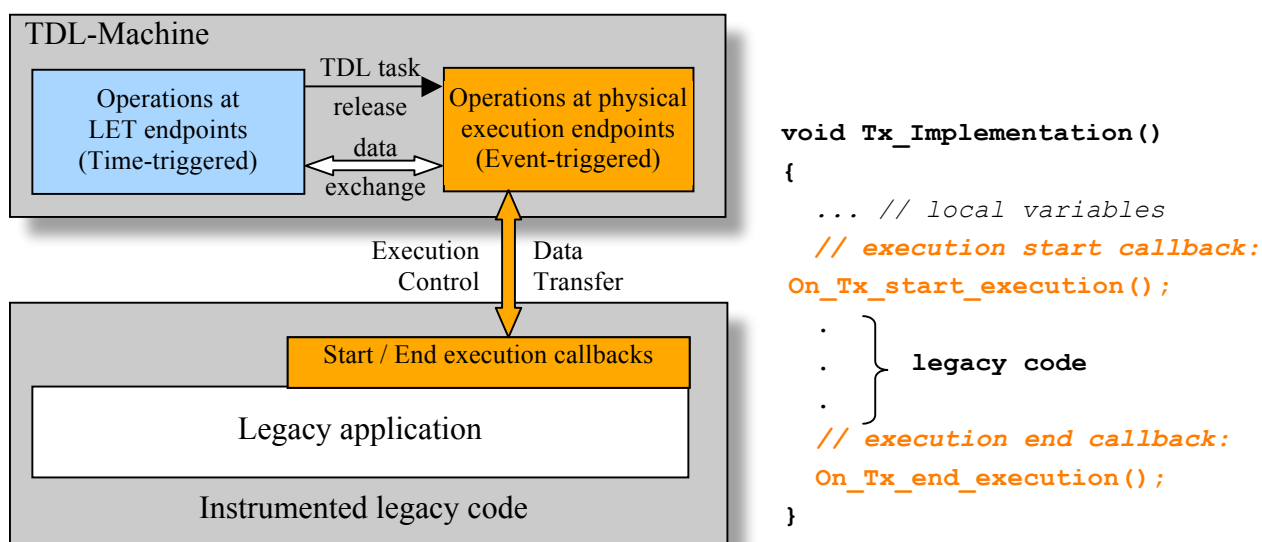 TDL-Machine
Operations at
LET endpoints
(Time-triggered)
TDL task
release
data
exchange
Operations at physical
execution endpoints
(Event-triggered)
Execution
Control
Data
Transfer
Start / End execution callbacks
Legacy application
Instrumented legacy code
void Tx_Implementation()
{
... // local variables
// execution start callback:
On_Tx_start_execution();
.
.
.
legacy code
// execution end callback:
On_Tx_end_execution();
}